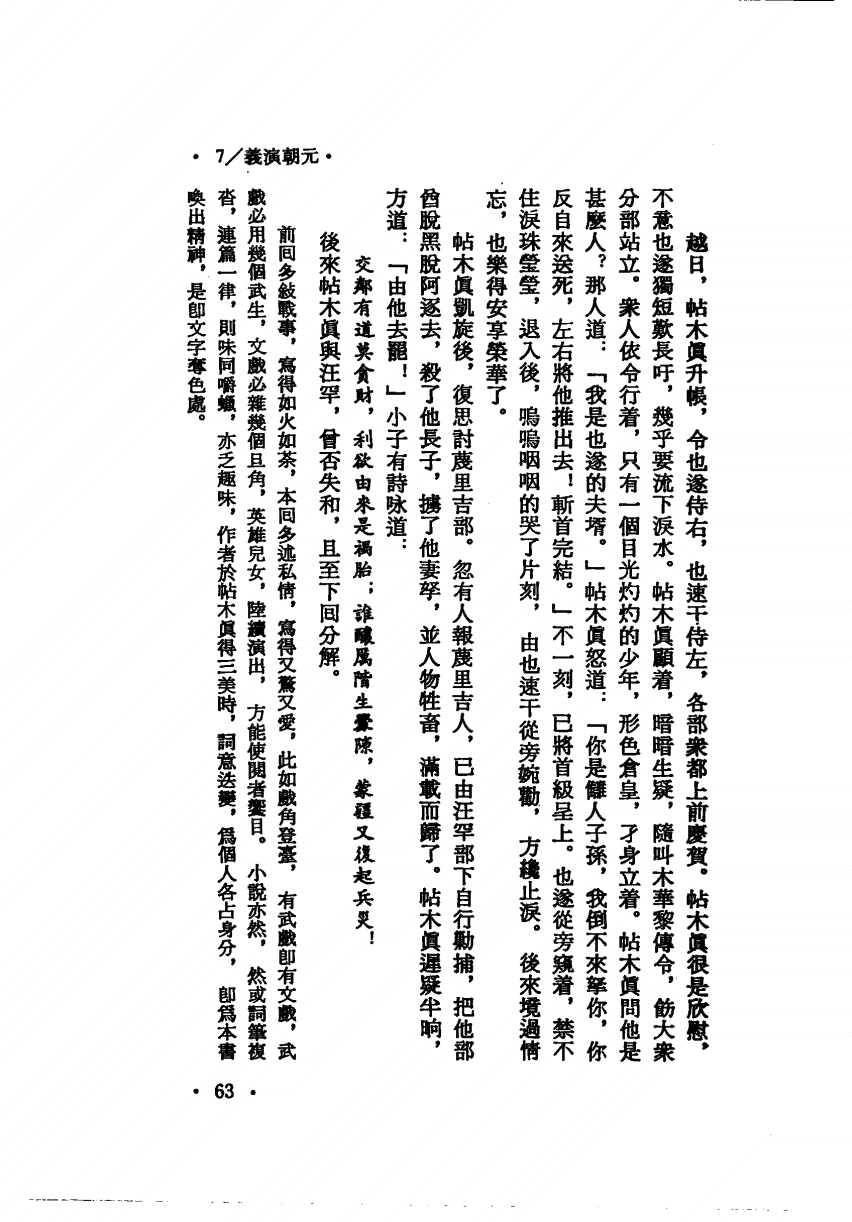 • 7／義演朝元•
越日，帖木眞升帳，令也遂侍右，也速干侍左，各部衆都上前慶賀。帖木眞很是欣慰，
不意也遂獨短歎長吁，幾乎要流下淚水。帖木眞顧着，暗暗生疑，隨叫木華黎傳令，飭大衆
分部站立。衆人依令行着，只有一個目光灼灼的少年，形色倉皇，孑身立着。帖木眞問他是
甚麼人？那人道：「我是也遂的夫壻。」帖木眞怒道：「你是讎人子孫，我倒不來拏你，你
反自來送死，左右將他推出去！斬首完結。」不一刻，已將首級呈上。也遂從旁窺着，禁不
住淚珠瑩瑩，退入後，嗚嗚咽咽的哭了片刻，由也速干從旁婉勸，方纔止淚。後來境過情
忘，也樂得安享榮華了。
帖木眞凱旋後，復思討蔑里吉部。忽有人報蔑里吉人，已由汪罕部下自行勦捕，把他部
酋脫黑脫阿逐去，殺了他長子，擄了他妻孥，並人物牲畜，滿載而歸了。帖木眞遲疑半晌，
方道：「由他去罷！」小子有詩咏道：
交鄰有道莫貪財，利欲由來是禍胎；誰釀厲階生釁隙，蒙疆又復起兵災！
後來帖木眞與汪罕，曾否失和，且至下回分解。
前回多敍戰事，寫得如火如荼，本回多述私情，寫得又驚又愛，此如戲角登臺，有武戲卽有文戲，武
戲必用幾個武生，文戲必雜幾個旦角，英雄兒女，陸續演出，方能使閱者饗目。小說亦然，然或詞筆複
沓，連篇一律，則味同嚼蠟，亦乏趣味，作者於帖木眞得三美時，詞意迭變，爲個人各占身分，卽爲本書
喚出精神，是卽文字奪色處。
• 63 •